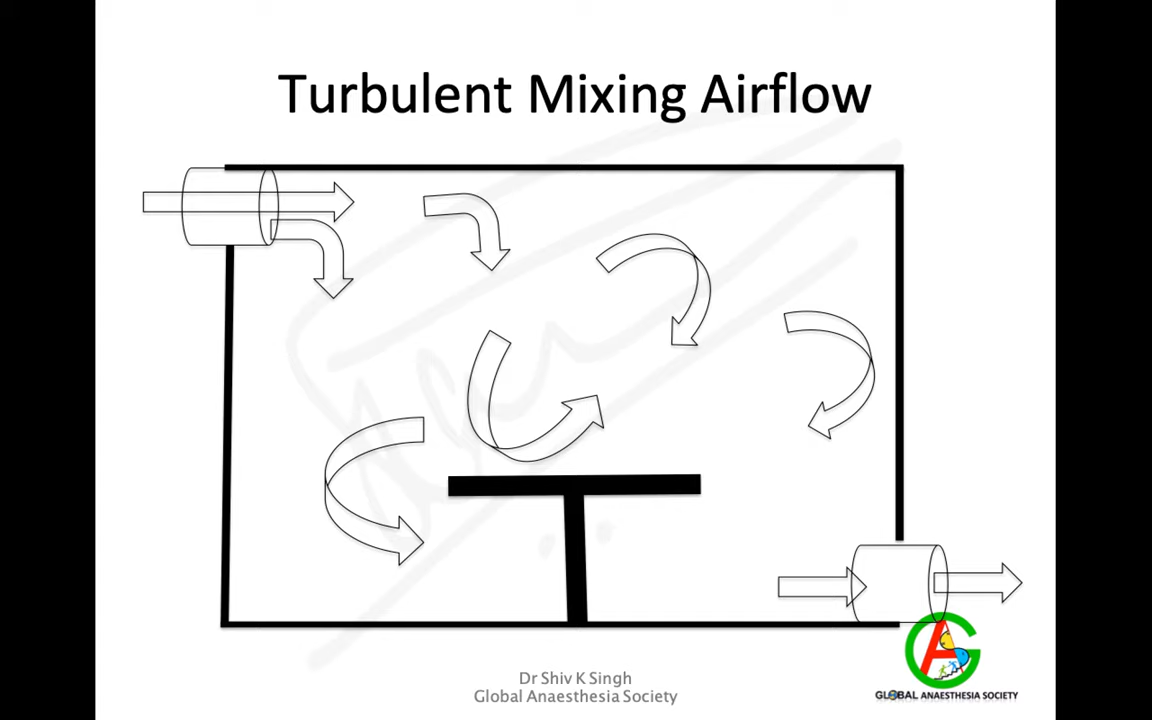 Turbulent Mixing Airflow
Dr Shiv K Singh
Global Anaesthesia Society
GLOBAL ANAESTHESIA SOCIETY